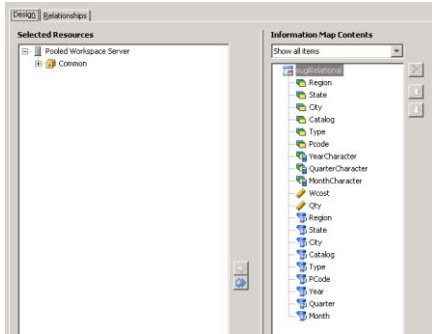 Design Relationships
Selected Resources
Pooled Workspace Server
Common
Information Map Contents
Show all items
sugiRelational
Region
State
City
Catalog
Type
Pcode
YearCharacter
QuarterCharacter
MonthCharacter
Wcost
Qty
Region
State
City
Catalog
Type
PCode
Year
Quarter
Month